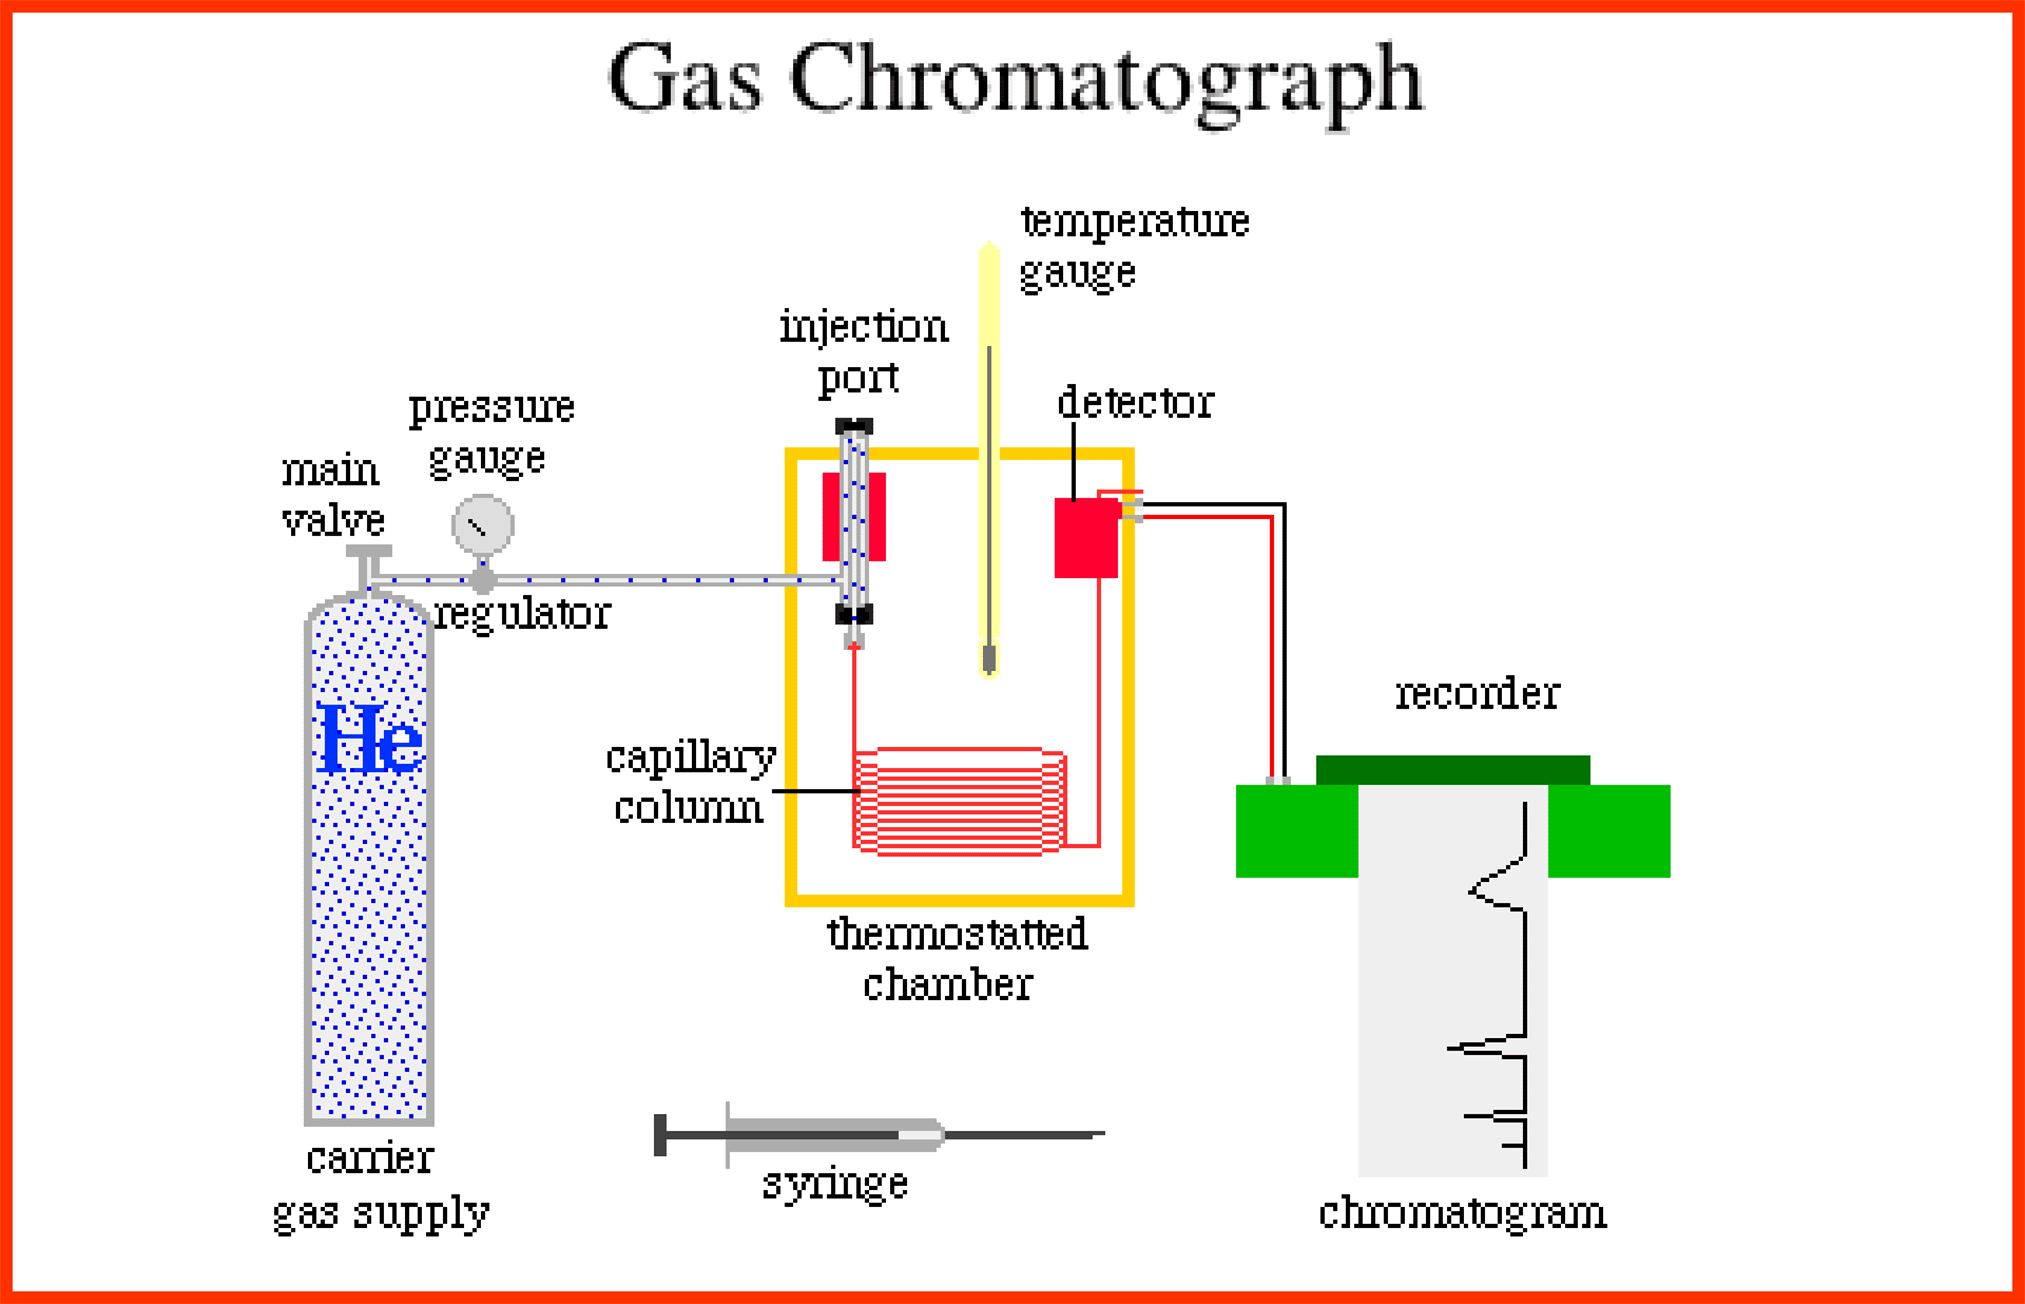 Gas Chromatograph
temperature
gauge
injection
port
detector
pressure
gauge
main
valve
regulator
He
capillary
column
recorder
thermostatted
chamber
carrier
gas supply
syringe
chromatogram